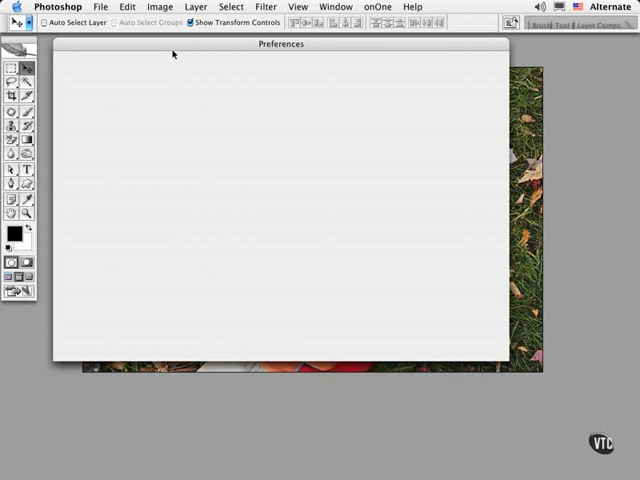 Photoshop File Edit Image Layer Select Filter View Window onOne Help Alternate
Auto Select Layer Auto Select Groups Show Transform Controls Brush Tool Layer Comps
Preferences
T
VTC